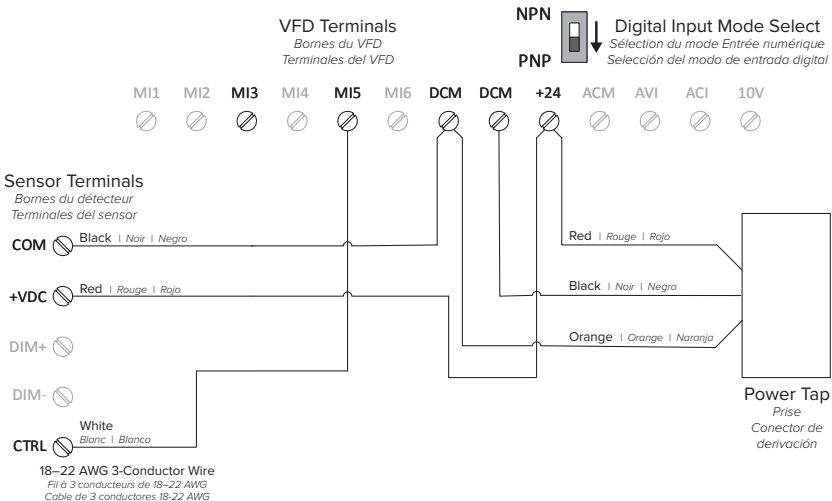 VFD Terminals
Bornes du VFD
Terminales del VFD
NPN
PNP
Digital Input Mode Select
Sélection du mode Entrée numérique
Selección del modo de entrada digital
MI1 MI2 MI3 MI4 MI5 MI6 DCM DCM +24 ACM AVI ACI 10V
Sensor Terminals
Bornes du détecteur
Terminales del sensor
COM
Black | Noir | Negro
Red | Rouge | Rojo
+VDC
Red | Rouge | Rojo
Black | Noir | Negro
DIM+
Orange | Orange | Naranja
DIM-
Power Tap
Prise
Conector de
derivación
CTRL
White
Blanc | Blanco
18–22 AWG 3-Conductor Wire
Fil à 3 conducteurs de 18–22 AWG
Cable de 3 conductores 18-22 AWG